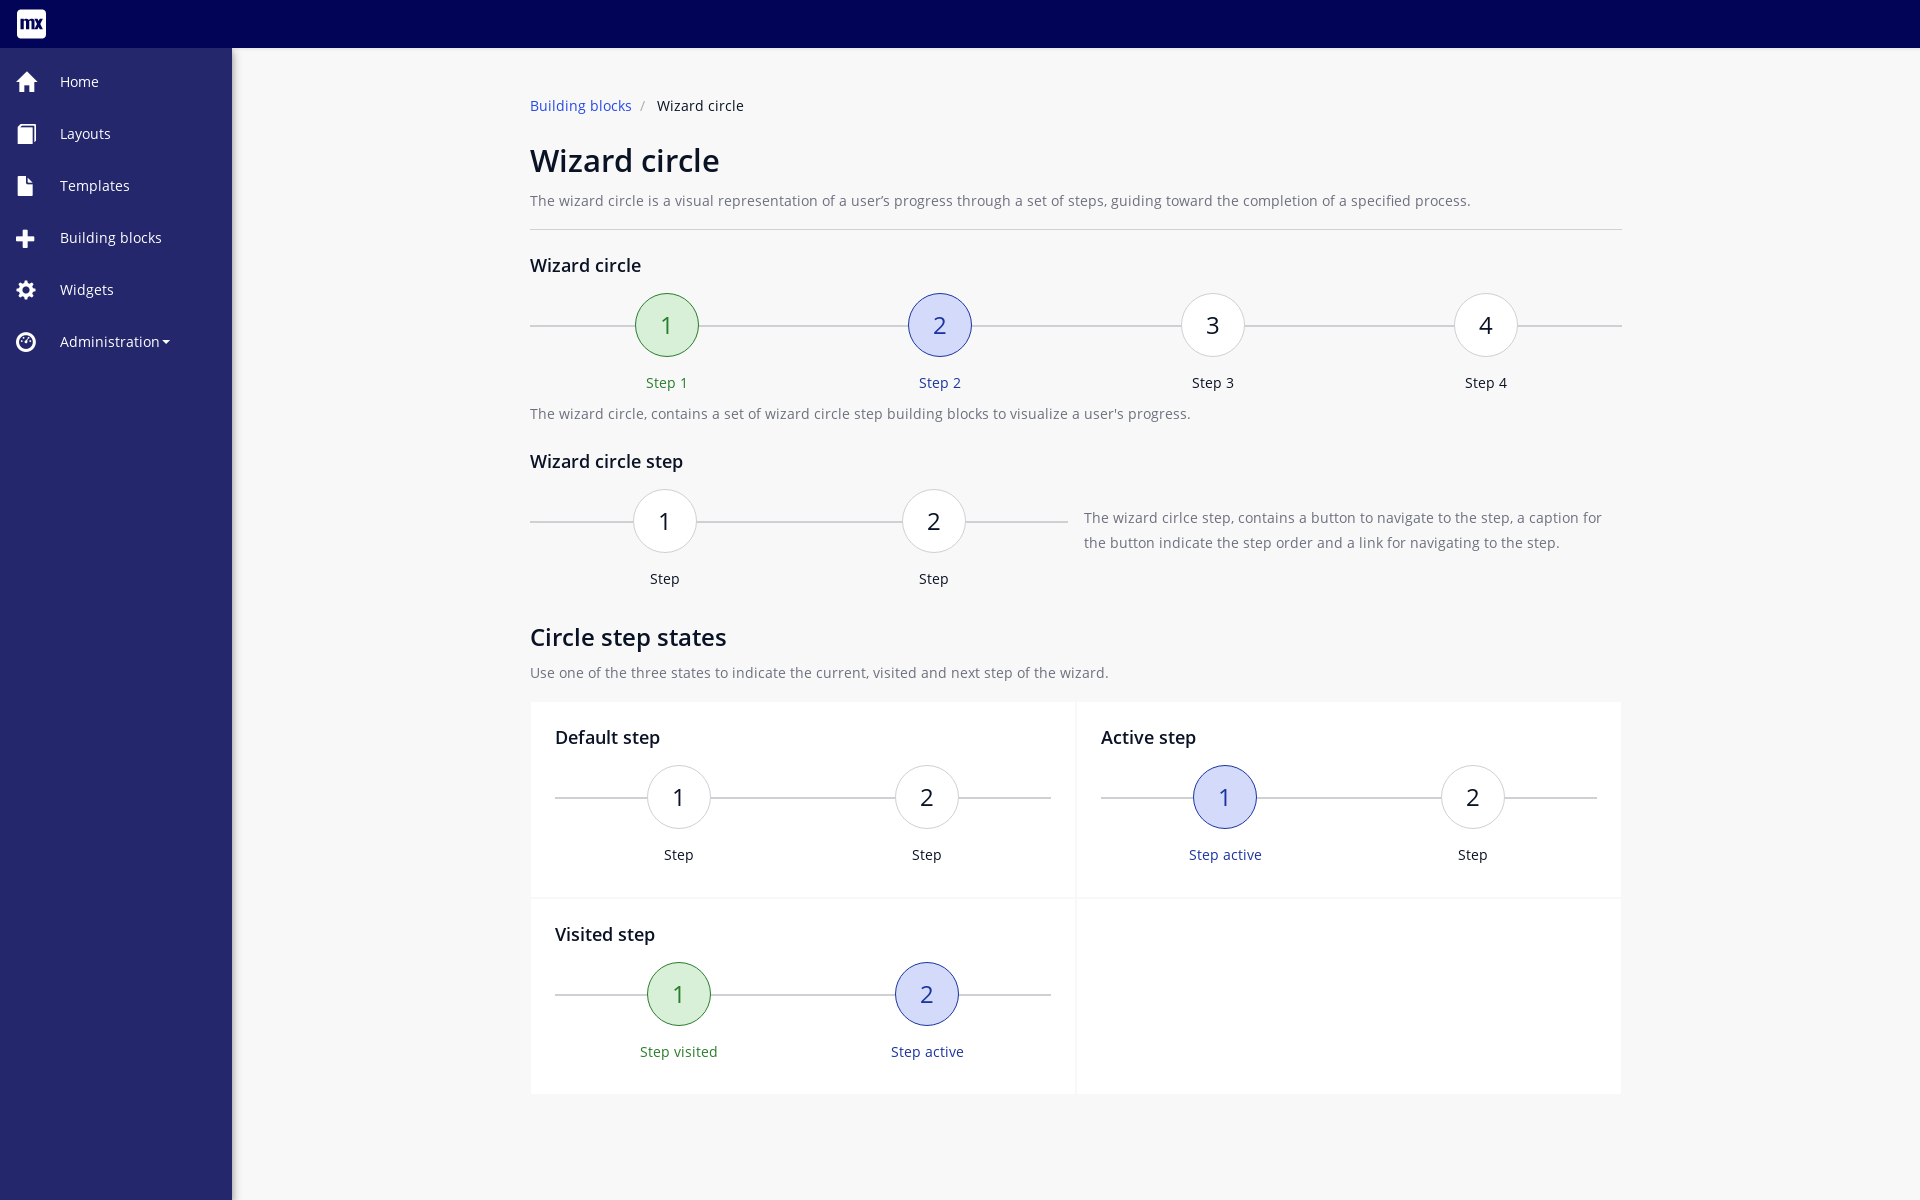 mx
Home
Layouts
Templates
Building blocks
Widgets
Administration
Building blocks / Wizard circle
Wizard circle
The wizard circle is a visual representation of a user’s progress through a set of steps, guiding toward the completion of a specified process.
Wizard circle
1 2 3 4
Step 1 Step 2 Step 3 Step 4
The wizard circle, contains a set of wizard circle step building blocks to visualize a user's progress.
Wizard circle step
1 2
Step Step
The wizard cirlce step, contains a button to navigate to the step, a caption for
the button indicate the step order and a link for navigating to the step.
Circle step states
Use one of the three states to indicate the current, visited and next step of the wizard.
Default step
1 2
Step Step
Active step
1 2
Step active Step
Visited step
1 2
Step visited Step active